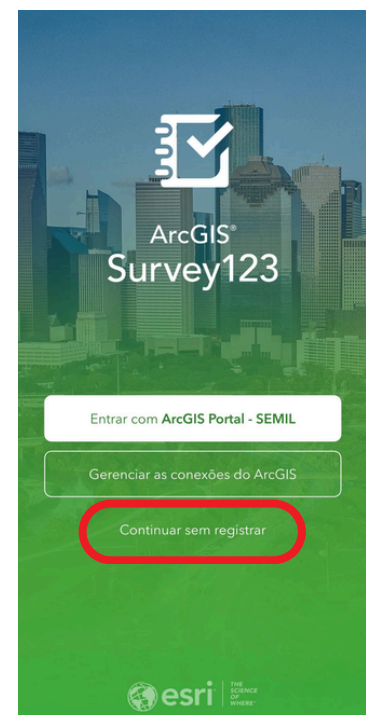 ArcGIS®
Survey123
Entrar com ArcGIS Portal - SEMIL
Gerenciar as conexões do ArcGIS
Continuar sem registrar
esri
THE
SCIENCE
OF
WHERE™